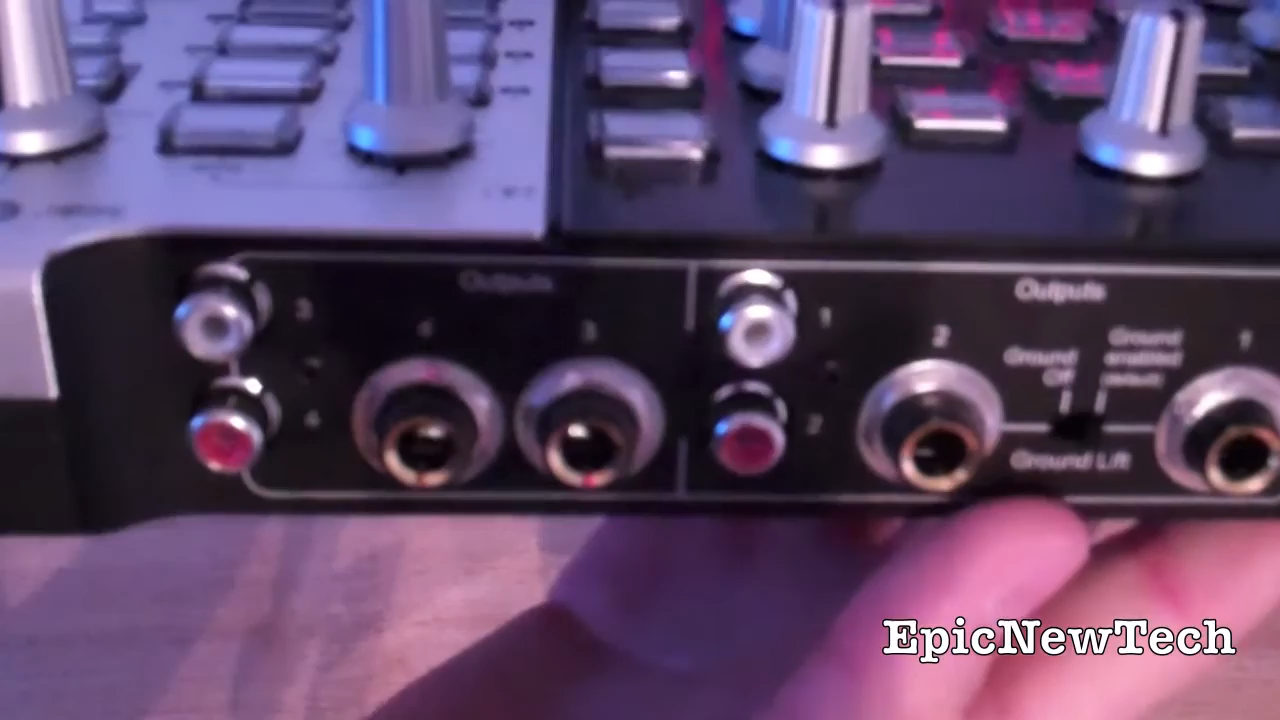 Outputs
3
4
4
3
Outputs
1
2
2
Ground
Off
Ground
enabled
(default)
1
Ground Lift
EpicNewTech